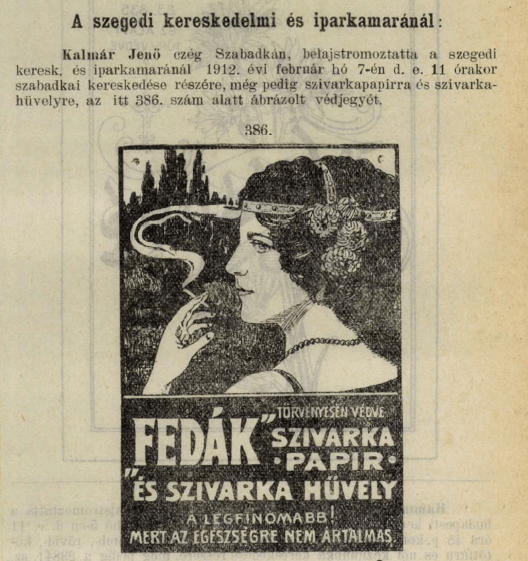 A szegedi kereskedelmi és iparkamaránál:
Kalmár Jenő czég Szabadkán, belajstromoztatta a szegedi
keresk. és iparkamaránál 1912. évi február hó 7-én d. e. 11 órakor
szabadkai kereskedése részére, még pedig szivarkapapirra és szivarka-
hüvelyre, az itt 386. szám alatt ábrázolt védjegyét.
386.
TÖRVÉNYESEN VÉDVE
„FEDÁK" SZIVARKA
PAPIR
„ÉS SZIVARKA HÜVELY
A LEGFINOMABB!
MERT AZ EGÉSZSÉGRE NEM ÁRTALMAS.